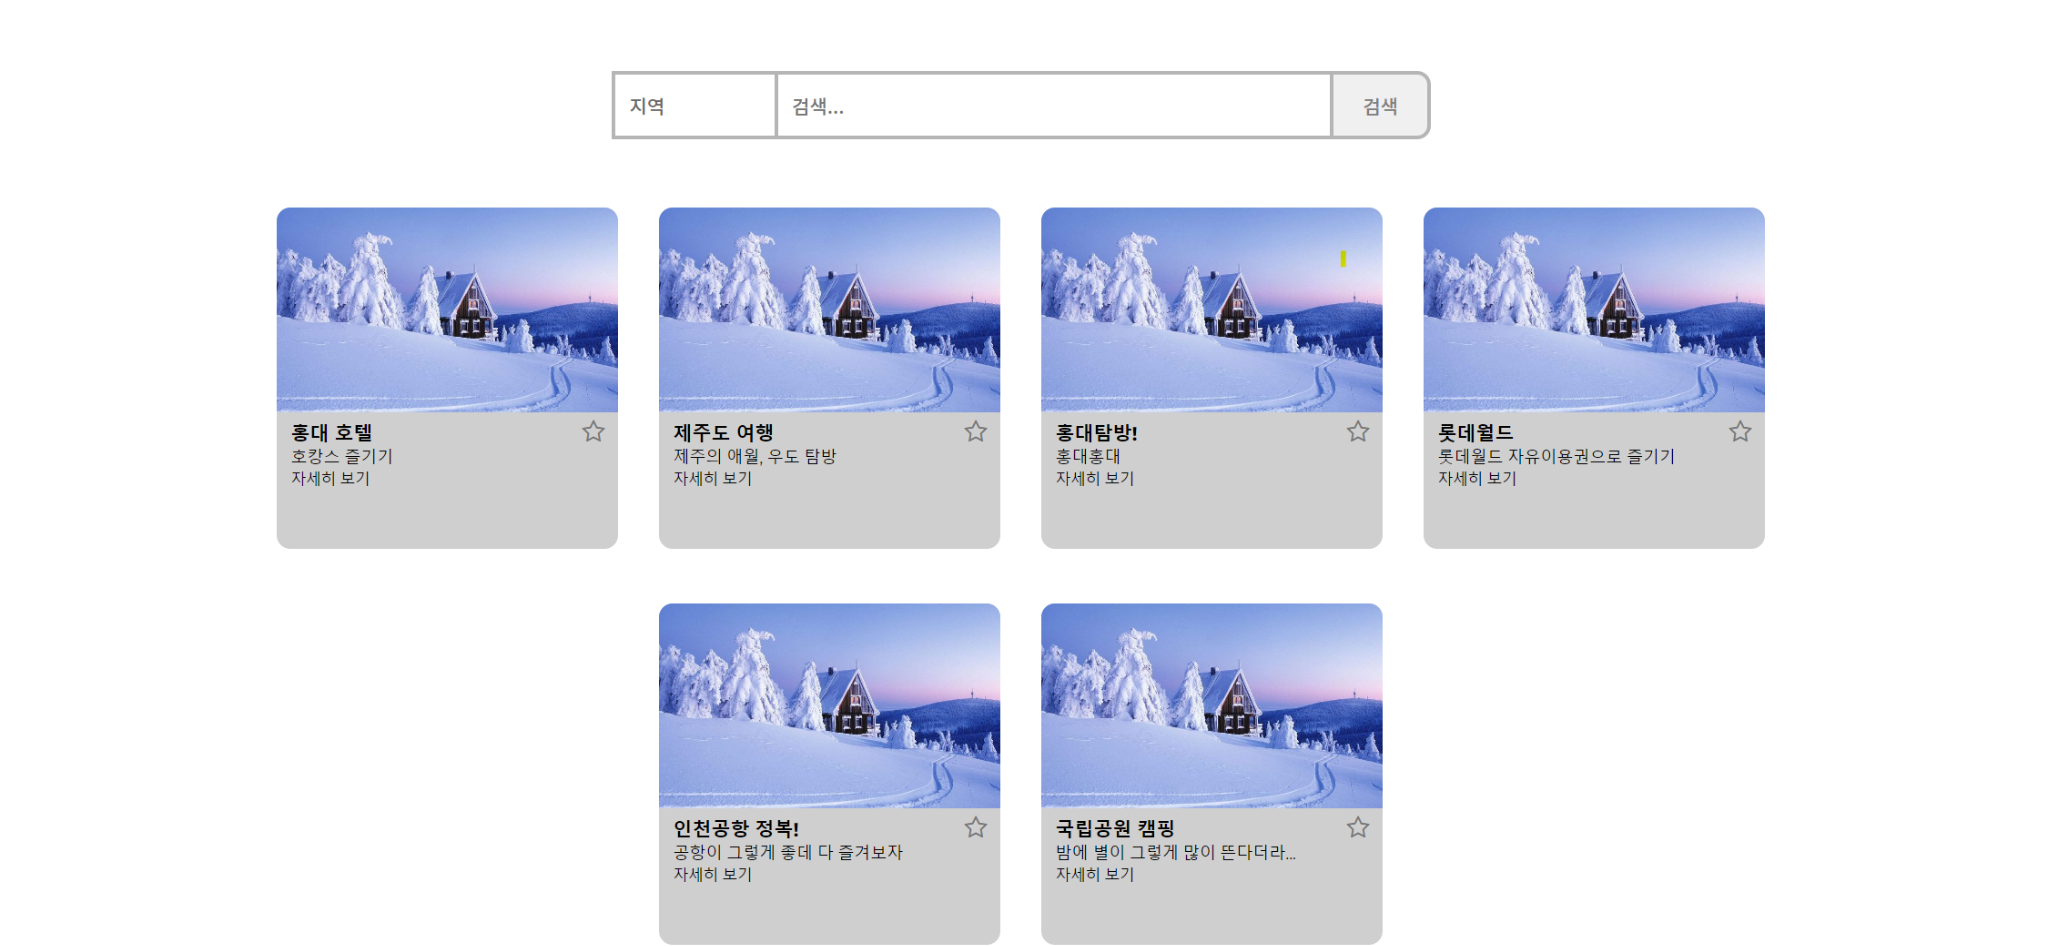 지역
검색...
검색
홍대 호텔
호캉스 즐기기
자세히 보기
제주도 여행
제주의 애월, 우도 탐방
자세히 보기
홍대탐방!
홍대홍대
자세히 보기
롯데월드
롯데월드 자유이용권으로 즐기기
자세히 보기
인천공항 정복!
공항이 그렇게 좋데 다 즐겨보자
자세히 보기
국립공원 캠핑
밤에 별이 그렇게 많이 뜬다더라...
자세히 보기